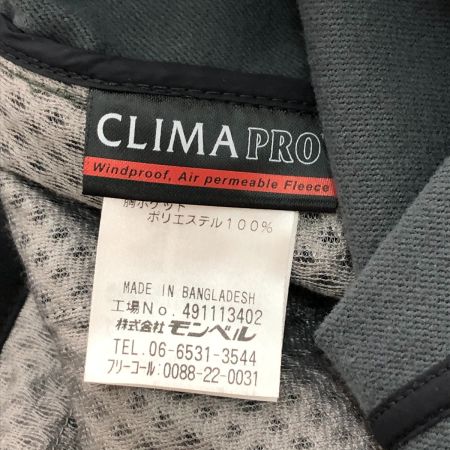 CLIMAPRO
Windproof, Air permeable Fleece
胸ポケット
ポリエステル100%
MADE IN BANGLADESH
工場No. 491113402
株式会社 モンベル
TEL. 06-6531-3544
フリーコール:0088-22-0031